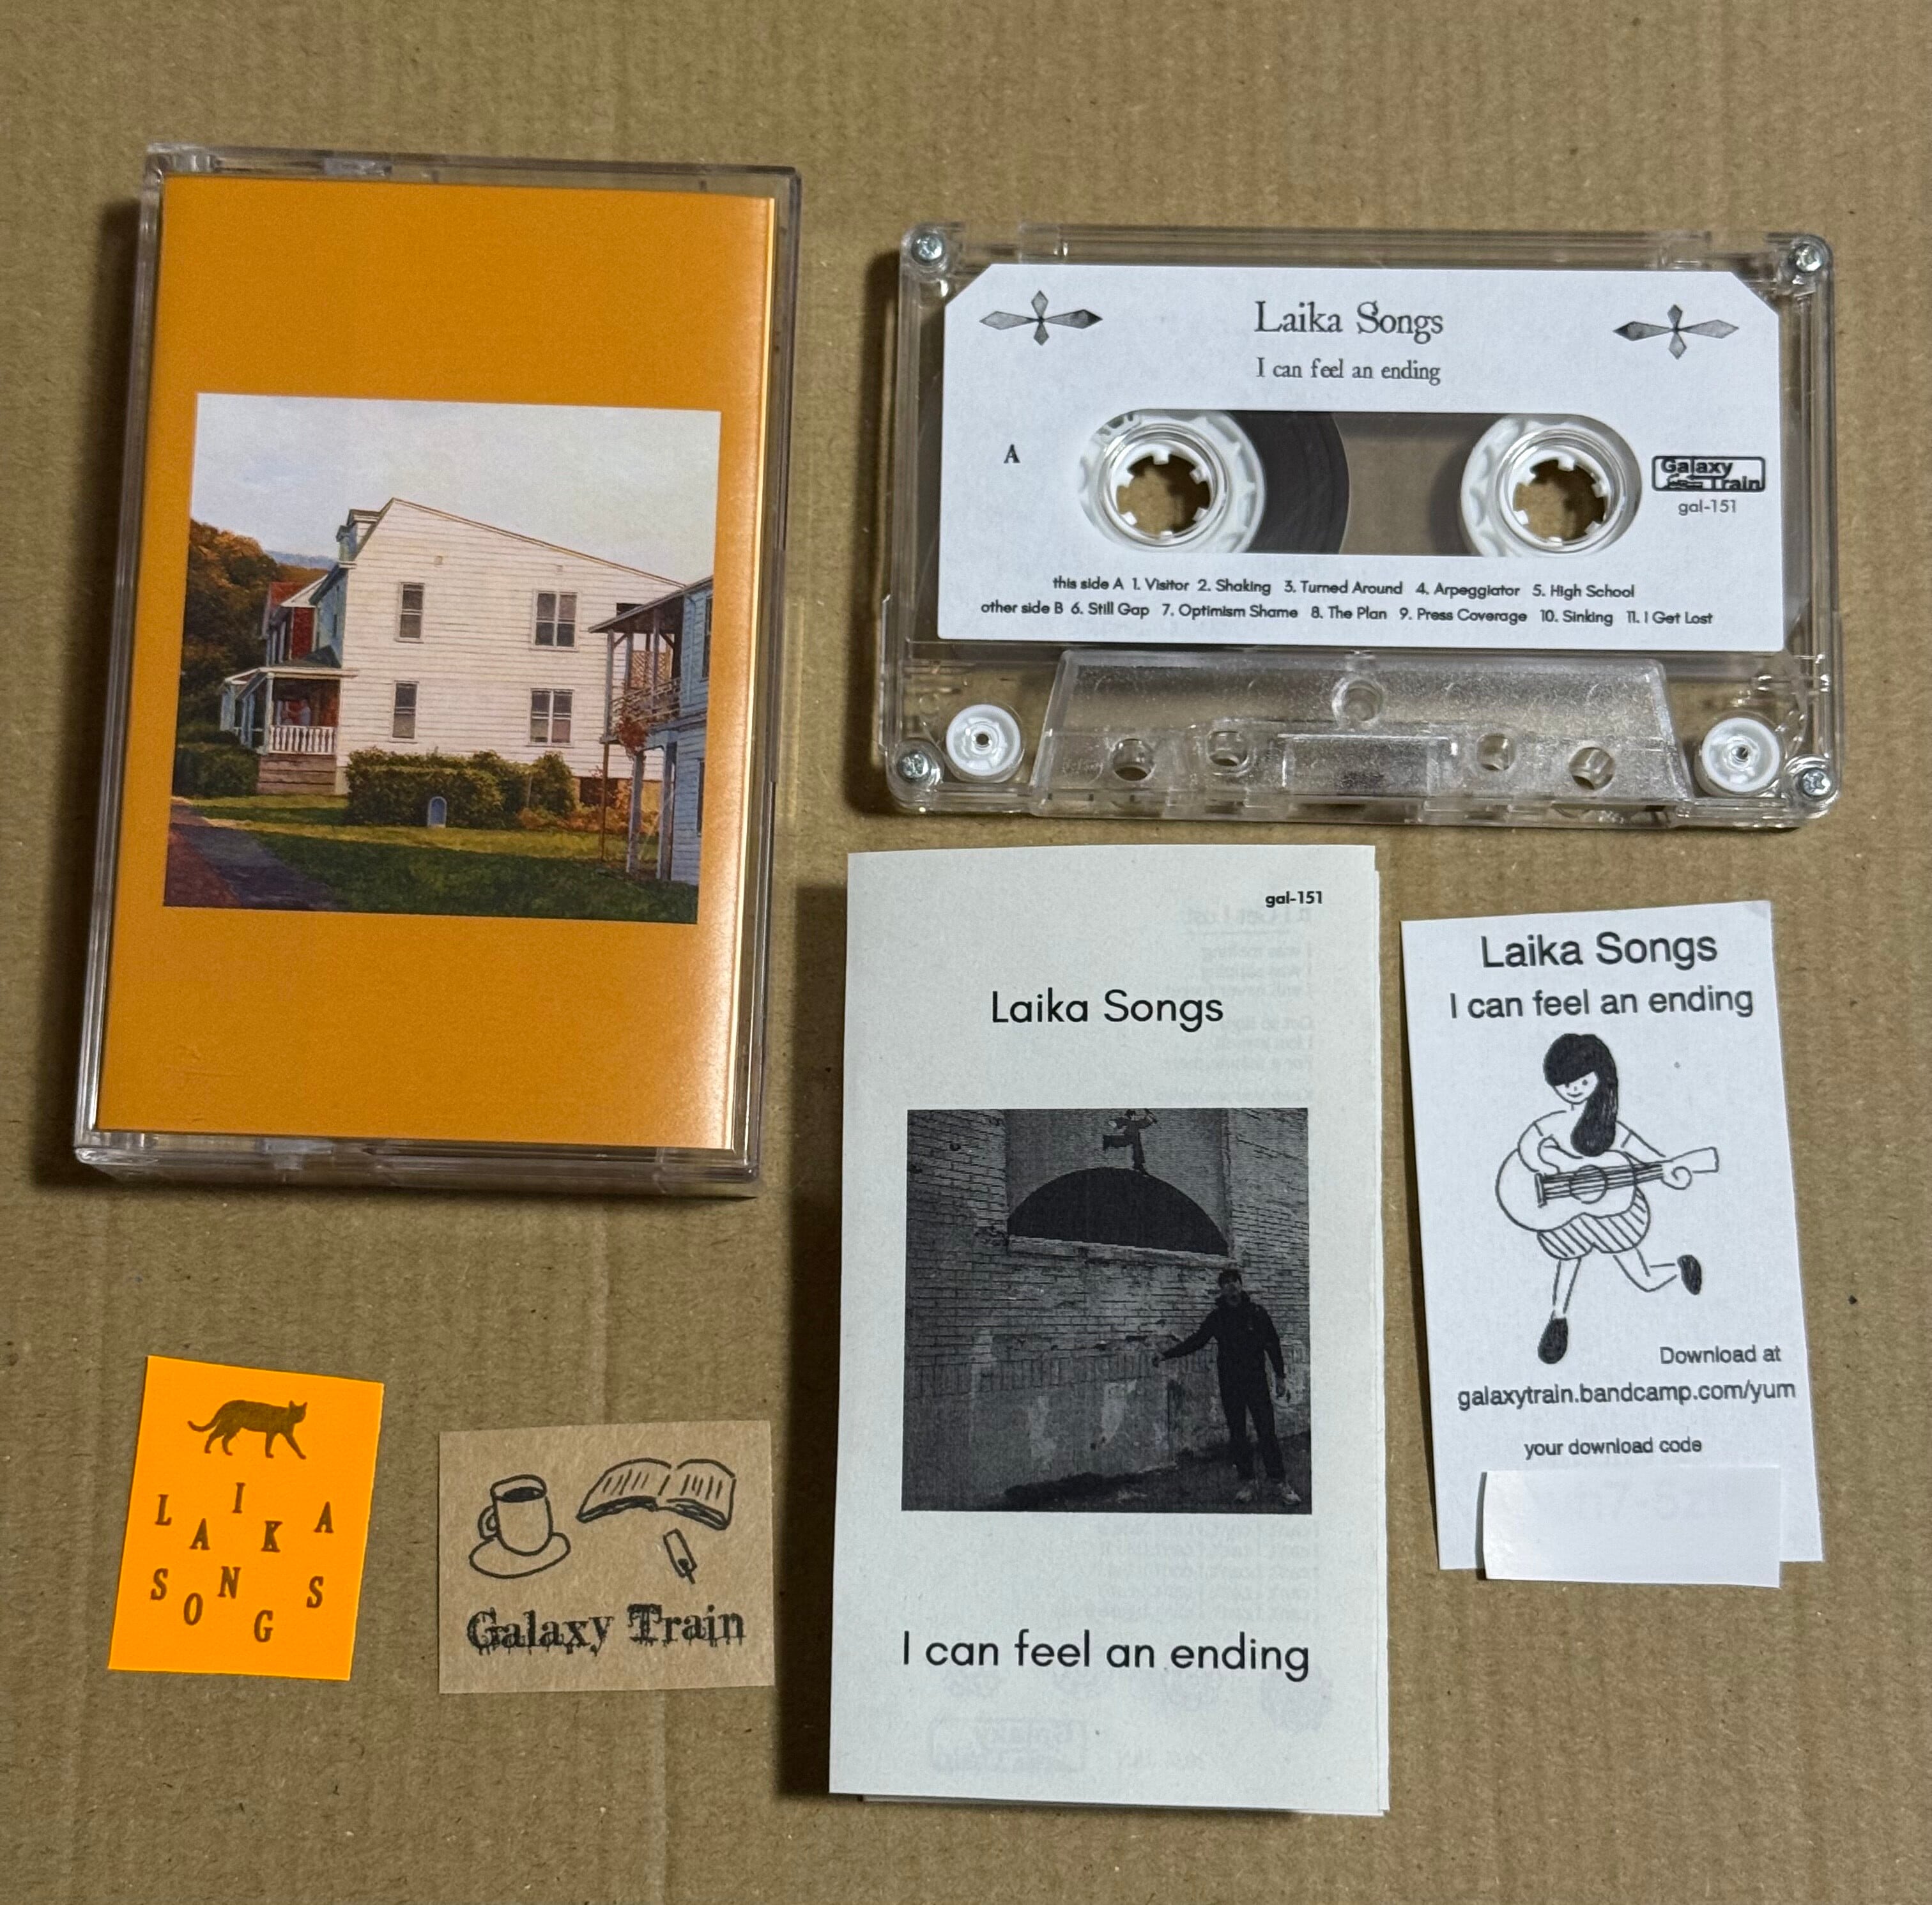 Laika Songs
I can feel an ending
A
Galaxy
Train
gal-151
this side A 1. Visitor 2. Shaking 3. Turned Around 4. Arpeggiator 5. High School
other side B 6. Still Gap 7. Optimism Shame 8. The Plan 9. Press Coverage 10. Sinking 11. I Get Lost
gal-151
Laika Songs
I can feel an ending
Laika Songs
I can feel an ending
Download at
galaxytrain.bandcamp.com/yum
your download code
LAIKA
SONGS
Galaxy Train